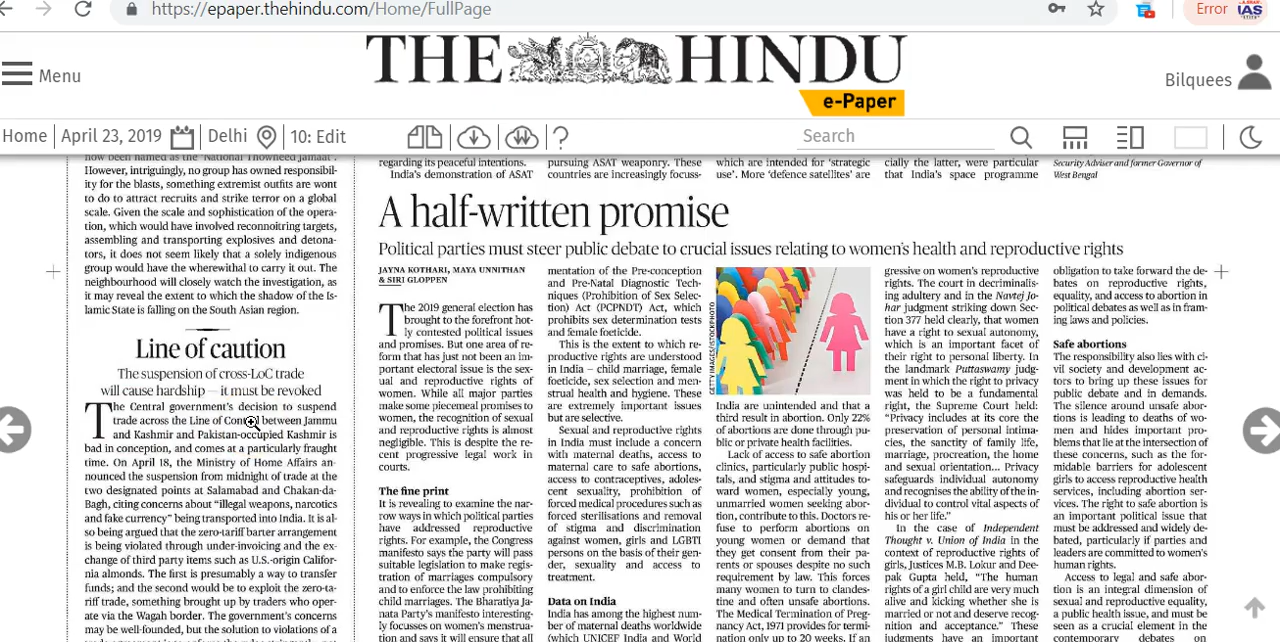 https://epaper.thehindu.com/Home/FullPage
Error
IAS
THE HINDU
e-Paper
Menu
Bilquees
Home
April 23, 2019
Delhi
10: Edit
Search
now been named as the 'National Thowheed Jamaat'.
However, intriguingly, no group has owned responsibil-
ity for the blasts, something extremist outfits are wont
to do to attract recruits and strike terror on a global
scale. Given the scale and sophistication of the opera-
tion, which would have involved reconnoitring targets,
assembling and transporting explosives and detona-
tors, it does not seem likely that a solely indigenous
group would have the wherewithal to carry it out. The
neighbourhood will closely watch the investigation, as
it may reveal the extent to which the shadow of the Is-
lamic State is falling on the South Asian region.
Line of caution
The suspension of cross-LoC trade
will cause hardship — it must be revoked
The Central government's decision to suspend
trade across the Line of Control between Jammu
and Kashmir and Pakistan-occupied Kashmir is
bad in conception, and comes at a particularly fraught
time. On April 18, the Ministry of Home Affairs an-
nounced the suspension from midnight of trade at the
two designated points at Salamabad and Chakan-da-
Bagh, citing concerns about "illegal weapons, narcotics
and fake currency" being transported into India. It is al-
so being argued that the zero-tariff barter arrangement
is being violated through under-invoicing and the ex-
change of third party items such as U.S.-origin Califor-
nia almonds. The first is presumably a way to transfer
funds; and the second would be to exploit the zero-ta-
riff trade, something brought up by traders who oper-
ate via the Wagah border. The government's concerns
may be well-founded, but the solution to violations of a
regarding its peaceful intentions.
India's demonstration of ASAT
pursuing ASAT weaponry. These
countries are increasingly focuss-
which are intended for 'strategic
use'. More 'defence satellites' are
cially the latter, were particular
that India's space programme
Security Adviser and former Governor of
West Bengal
A half-written promise
Political parties must steer public debate to crucial issues relating to women's health and reproductive rights
JAYNA KOTHARI, MAYA UNNITHAN
& SIRI GLOPPEN
The 2019 general election has
brought to the forefront hot-
ly contested political issues
and promises. But one area of re-
form that has just not been an im-
portant electoral issue is the sex-
ual and reproductive rights of
women. While all major parties
make some piecemeal promises to
women, the recognition of sexual
and reproductive rights is almost
negligible. This is despite the re-
cent progressive legal work in
courts.
The fine print
It is revealing to examine the nar-
row ways in which political parties
have addressed reproductive
rights. For example, the Congress
manifesto says the party will pass
suitable legislation to make regis-
tration of marriages compulsory
and to enforce the law prohibiting
child marriages. The Bharatiya Ja-
nata Party's manifesto interesting-
ly focusses on women's menstrua-
tion and says it will ensure that all
mentation of the Pre-conception
and Pre-Natal Diagnostic Tech-
niques (Prohibition of Sex Selec-
tion) Act (PCPNDT) Act, which
prohibits sex determination tests
and female foeticide.
This is the extent to which re-
productive rights are understood
in India – child marriage, female
foeticide, sex selection and men-
strual health and hygiene. These
are extremely important issues
but are selective.
Sexual and reproductive rights
in India must include a concern
with maternal deaths, access to
maternal care to safe abortions,
access to contraceptives, adoles-
cent sexuality, prohibition of
forced medical procedures such as
forced sterilisations and removal
of stigma and discrimination
against women, girls and LGBTI
persons on the basis of their gen-
der, sexuality and access to
treatment.
Data on India
India has among the highest num-
ber of maternal deaths worldwide
(which UNICEF India and World
GETTY IMAGES/ISTOCKPHOTO
India are unintended and that a
third result in abortion. Only 22%
of abortions are done through pu-
blic or private health facilities.
Lack of access to safe abortion
clinics, particularly public hospi-
tals, and stigma and attitudes to-
ward women, especially young,
unmarried women seeking abor-
tion, contribute to this. Doctors re-
fuse to perform abortions on
young women or demand that
they get consent from their pa-
rents or spouses despite no such
requirement by law. This forces
many women to turn to clandes-
tine and often unsafe abortions.
The Medical Termination of Preg-
nancy Act, 1971 provides for termi-
nation only up to 20 weeks. If an
gressive on women's reproductive
rights. The court in decriminalis-
ing adultery and in the Navtej Jo-
har judgment striking down Sec-
tion 377 held clearly, that women
have a right to sexual autonomy,
which is an important facet of
their right to personal liberty. In
the landmark Puttaswamy judg-
ment in which the right to privacy
was held to be a fundamental
right, the Supreme Court held:
"Privacy includes at its core the
preservation of personal intima-
cies, the sanctity of family life,
marriage, procreation, the home
and sexual orientation... Privacy
safeguards individual autonomy
and recognises the ability of the in-
dividual to control vital aspects of
his or her life."
In the case of Independent
Thought v. Union of India in the
context of reproductive rights of
girls, Justices M.B. Lokur and Dee-
pak Gupta held, "The human
rights of a girl child are very much
alive and kicking whether she is
married or not and deserve recog-
nition and acceptance." These
judgments have an important
obligation to take forward the de-
bates on reproductive rights,
equality, and access to abortion in
political debates as well as in fram-
ing laws and policies.
Safe abortions
The responsibility also lies with ci-
vil society and development ac-
tors to bring up these issues for
public debate and in demands.
The silence around unsafe abor-
tions is leading to deaths of wo-
men and hides important pro-
blems that lie at the intersection of
these concerns, such as the for-
midable barriers for adolescent
girls to access reproductive health
services, including abortion ser-
vices. The right to safe abortion is
an important political issue that
must be addressed and widely de-
bated, particularly if parties and
leaders are committed to women's
human rights.
Access to legal and safe abor-
tion is an integral dimension of
sexual and reproductive equality,
a public health issue, and must be
seen as a crucial element in the
contemporary debates on